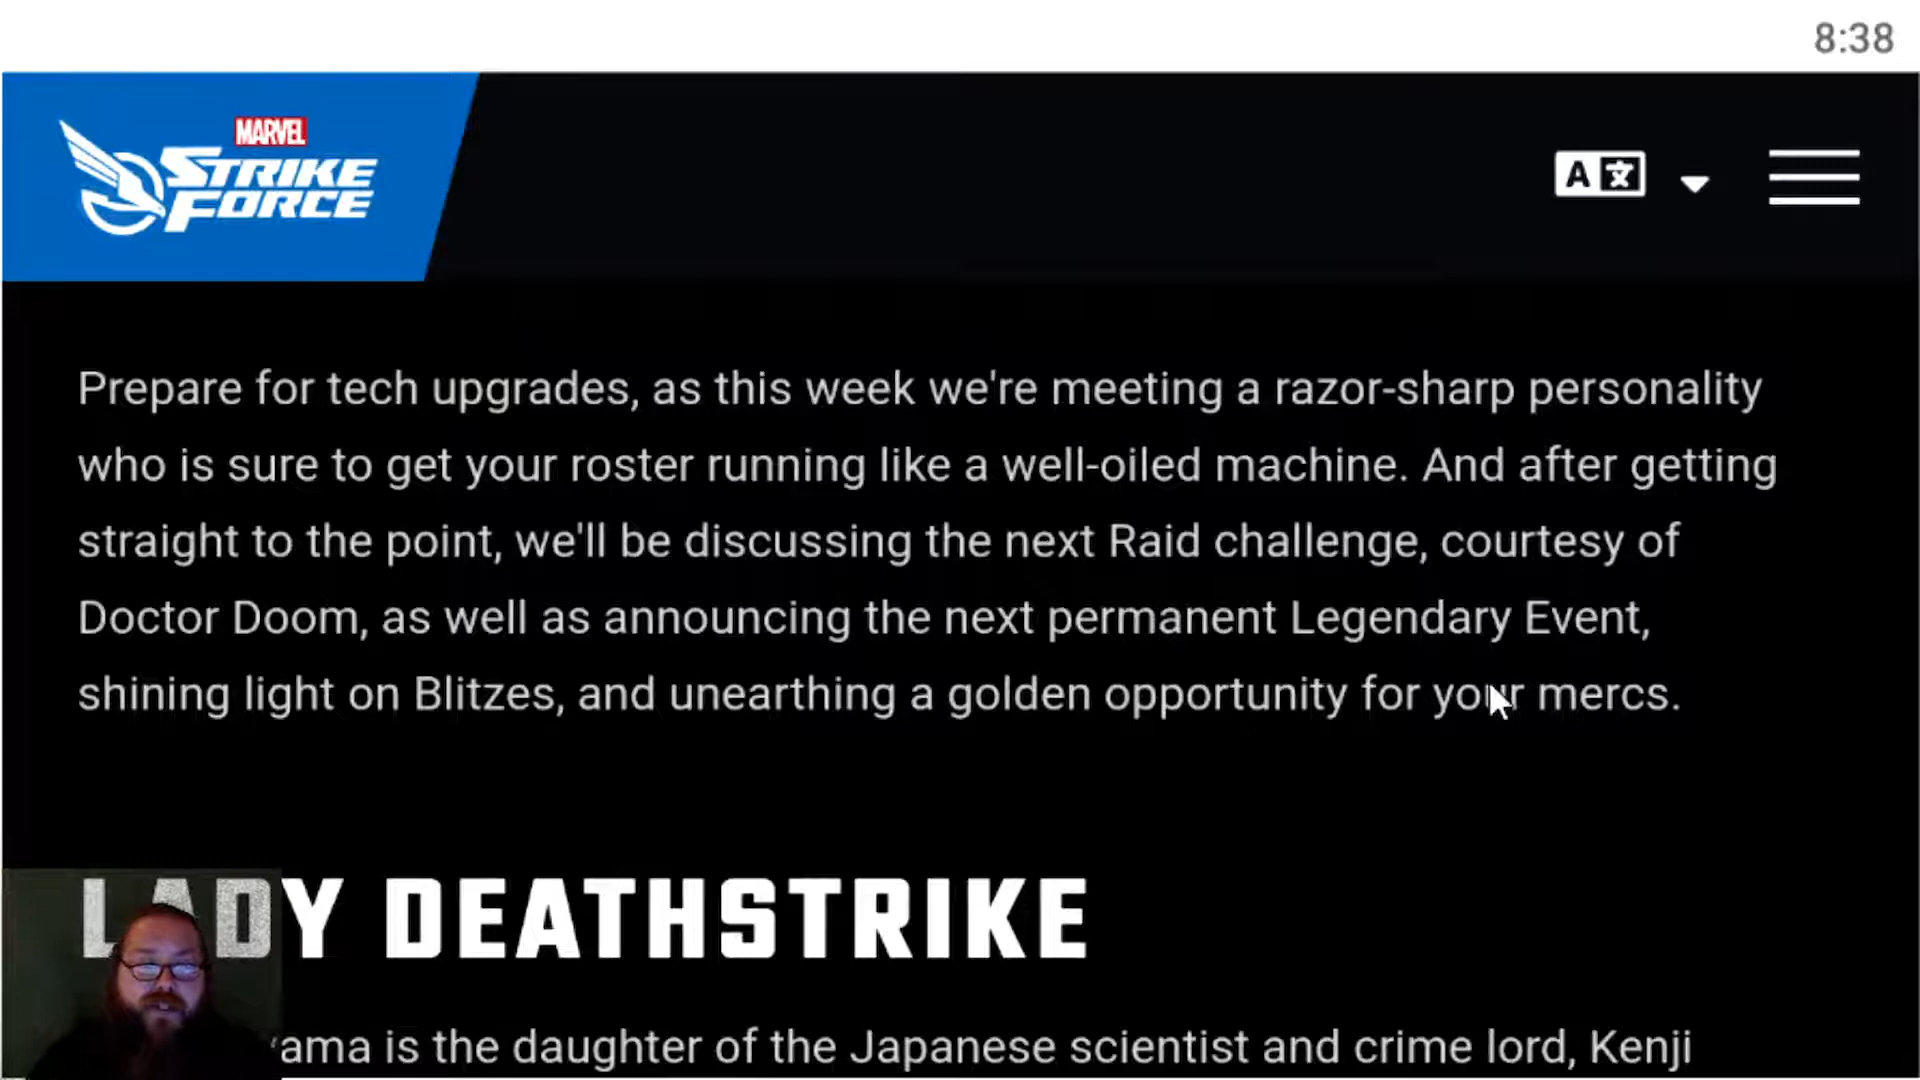 8:38
MARVEL
STRIKE
FORCE
A 文
Prepare for tech upgrades, as this week we're meeting a razor-sharp personality
who is sure to get your roster running like a well-oiled machine. And after getting
straight to the point, we'll be discussing the next Raid challenge, courtesy of
Doctor Doom, as well as announcing the next permanent Legendary Event,
shining light on Blitzes, and unearthing a golden opportunity for your mercs.
LADY DEATHSTRIKE
is the daughter of the Japanese scientist and crime lord, Kenji